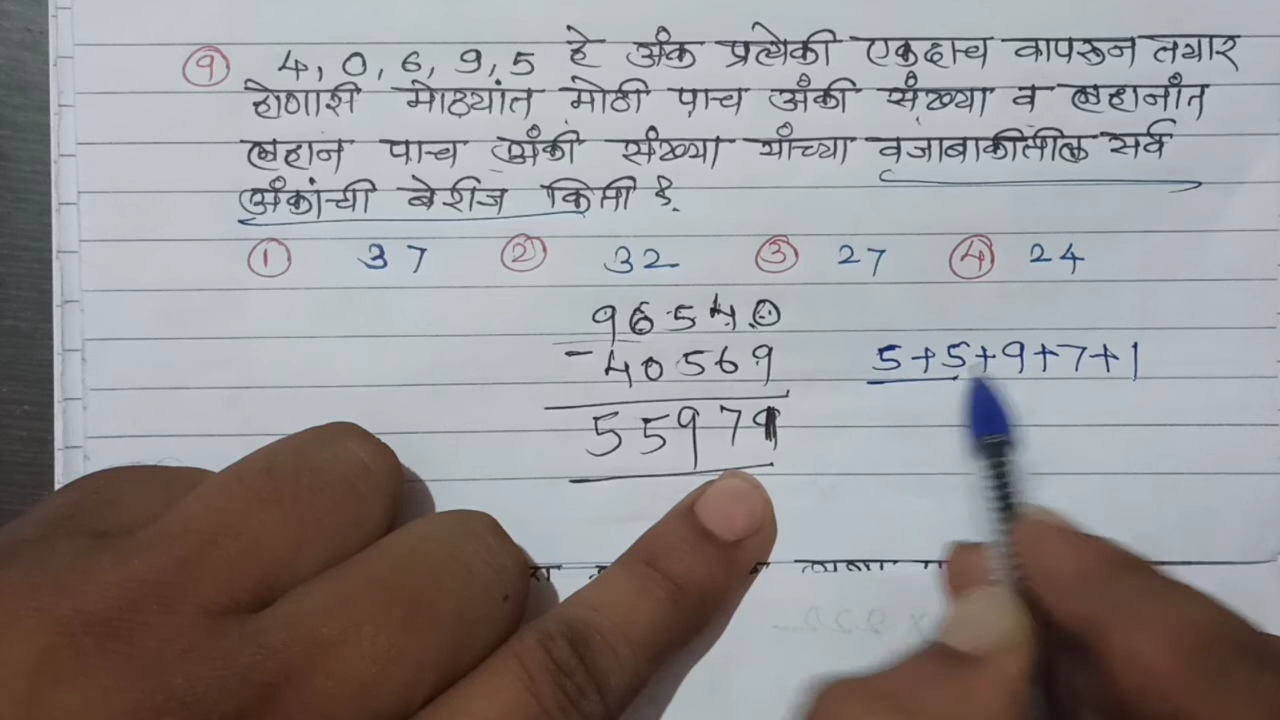 ९ 4, 0, 6, 9, 5 हे अंक प्रत्येकी एकदाच वापरून तयार
होणारी मोठ्यांत मोठी पाच अंकी संख्या व लहानांत
लहान पाच अंकी संख्या यांच्या वजाबाकीतील सर्व
अंकांची बेरीज किती ?
1 37 2 32 3 27 4 24
96540
- 40569 5+5+9+7+1
55971